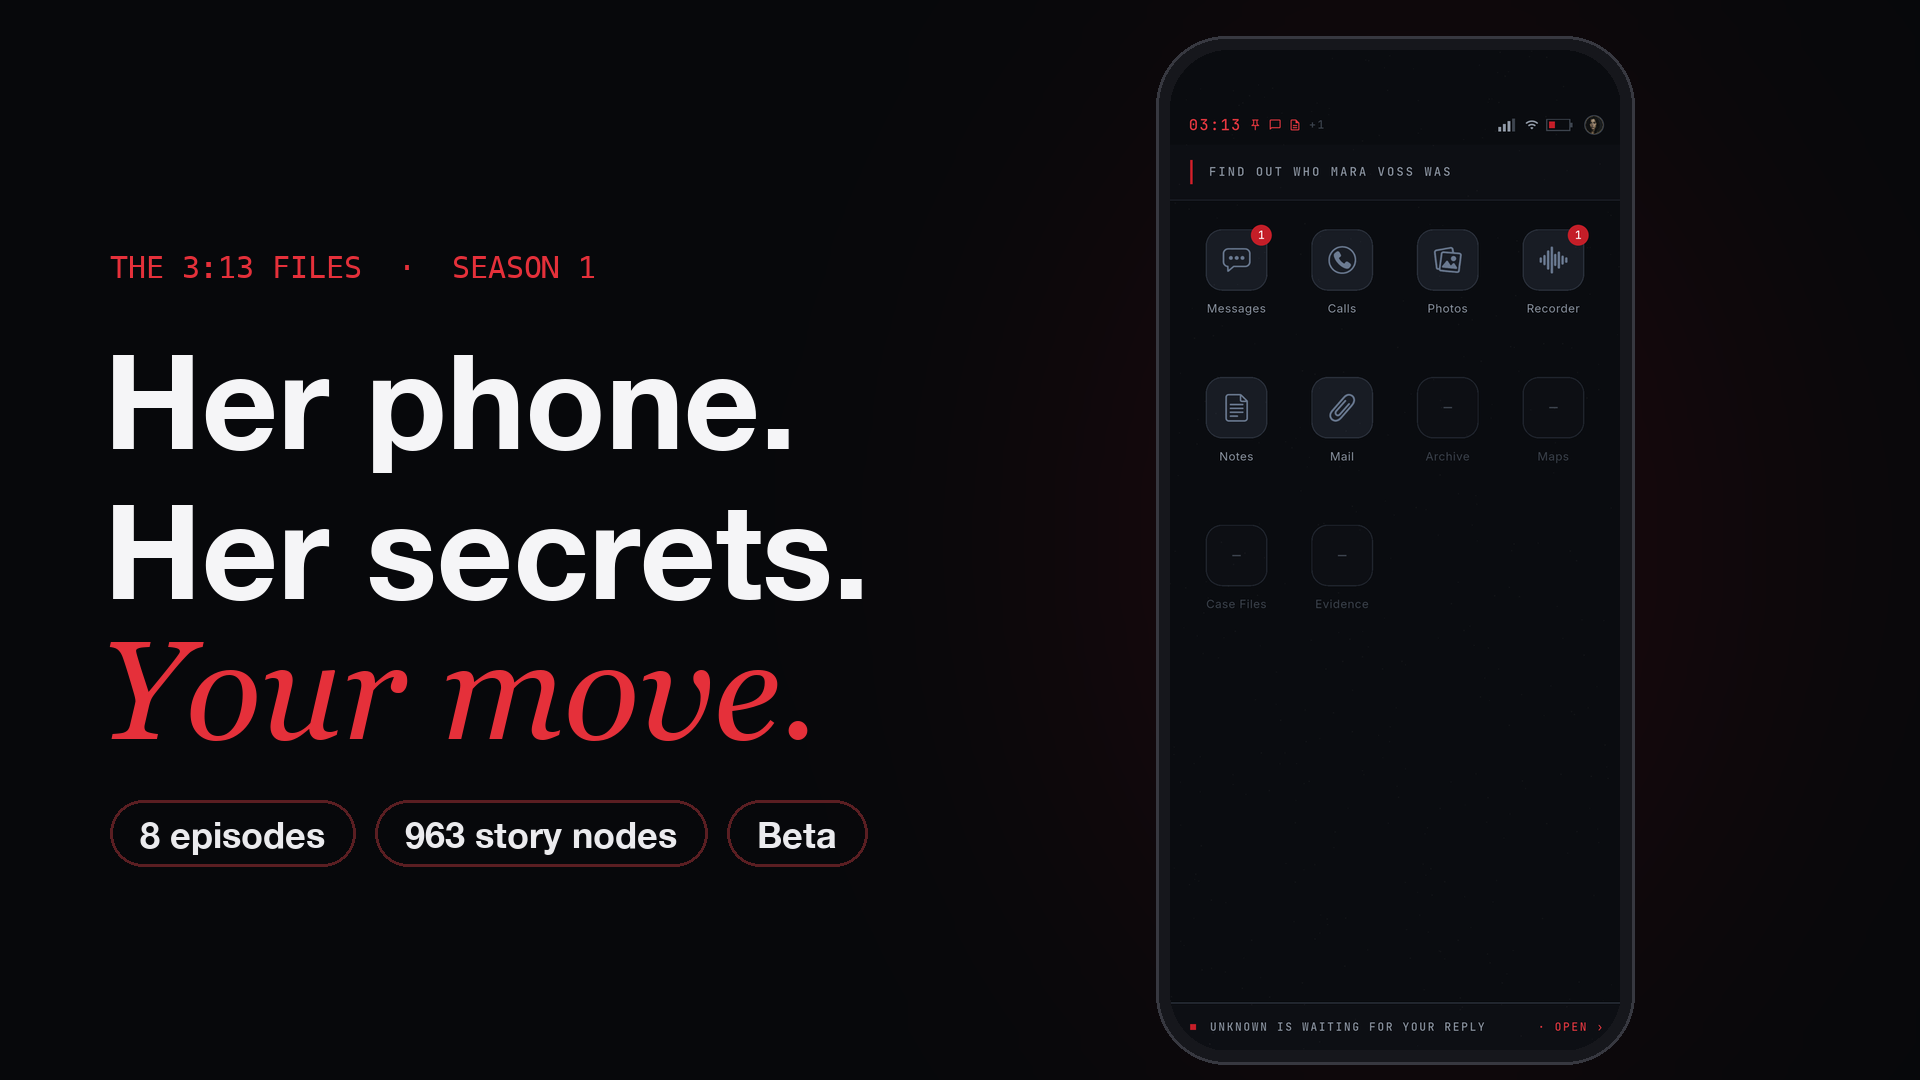 THE 3:13 FILES · SEASON 1
Her phone.
Her secrets.
Your move.
8 episodes
963 story nodes
Beta
03:13
+1
FIND OUT WHO MARA VOSS WAS
1
1
Messages
Calls
Photos
Recorder
Notes
Mail
Archive
Maps
Case Files
Evidence
UNKNOWN IS WAITING FOR YOUR REPLY
· OPEN ›